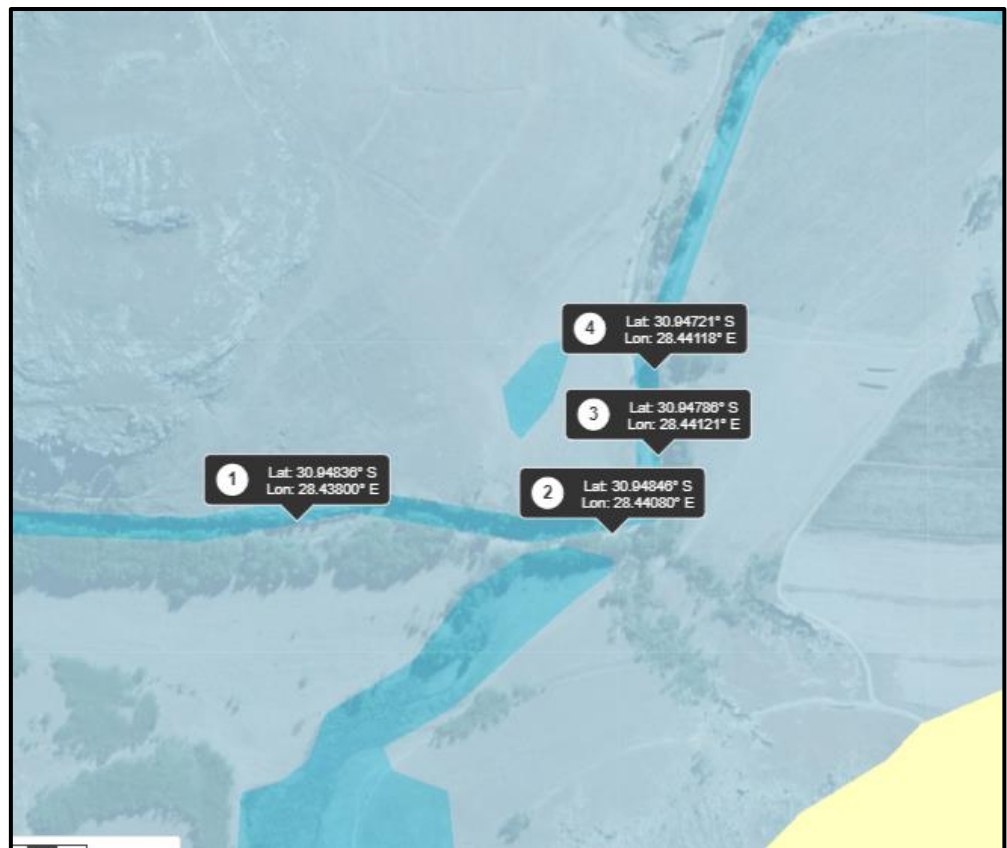 4
Lat: 30.94721° S
Lon: 28.44118° E
3
Lat: 30.94786° S
Lon: 28.44121° E
1
Lat: 30.94836° S
Lon: 28.43800° E
2
Lat: 30.94846° S
Lon: 28.44080° E